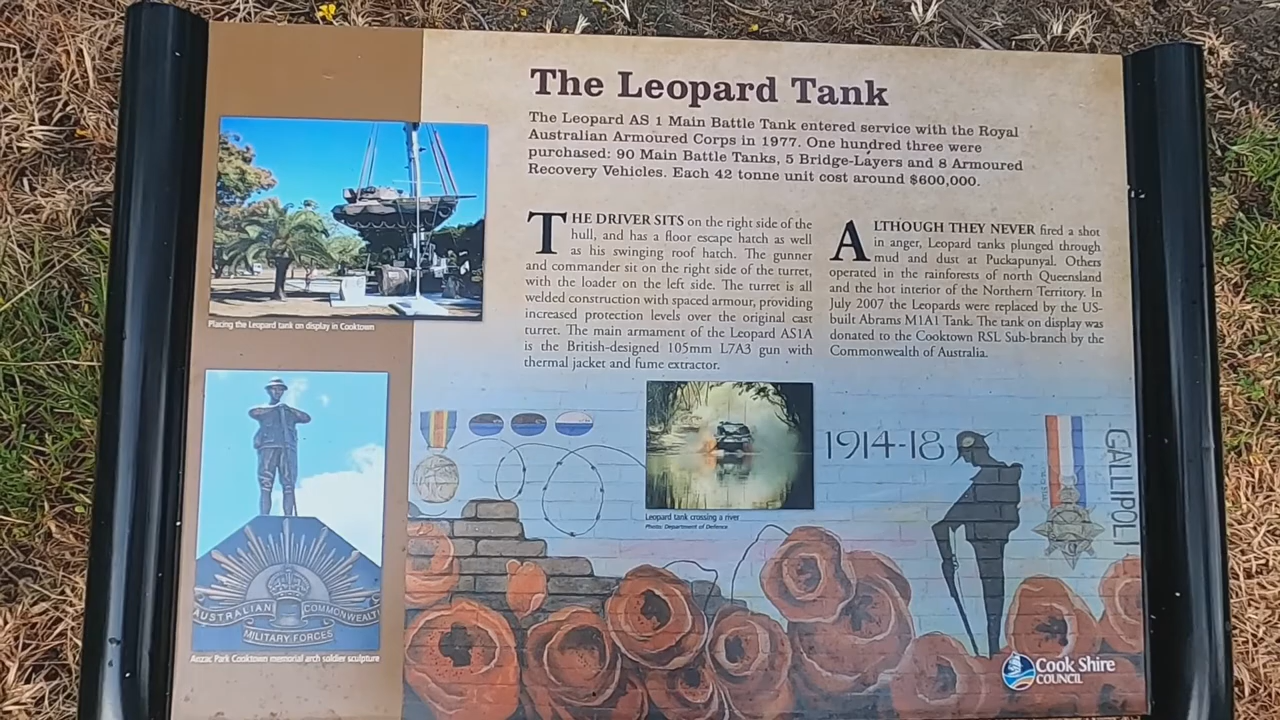 The Leopard Tank
The Leopard AS 1 Main Battle Tank entered service with the Royal
Australian Armoured Corps in 1977. One hundred three were
purchased: 90 Main Battle Tanks, 5 Bridge-Layers and 8 Armoured
Recovery Vehicles. Each 42 tonne unit cost around $600,000.
Placing the Leopard tank on display in Cooktown
THE DRIVER SITS on the right side of the
hull, and has a floor escape hatch as well
as his swinging roof hatch. The gunner
and commander sit on the right side of the turret,
with the loader on the left side. The turret is all
welded construction with spaced armour, providing
increased protection levels over the original cast
turret. The main armament of the Leopard AS1A
is the British-designed 105mm L7A3 gun with
thermal jacket and fume extractor.
ALTHOUGH THEY NEVER fired a shot
in anger, Leopard tanks plunged through
mud and dust at Puckapunyal. Others
operated in the rainforests of north Queensland
and the hot interior of the Northern Territory. In
July 2007 the Leopards were replaced by the US-
built Abrams M1A1 Tank. The tank on display was
donated to the Cooktown RSL Sub-branch by the
Commonwealth of Australia.
AUSTRALIAN COMMONWEALT
MILITARY FORCES
Anzac Park Cooktown memorial arch soldier sculpture
Leopard tank crossing a river
Photo: Department of Defence
1914-18
GALLIPOLI
Cook Shire
COUNCIL